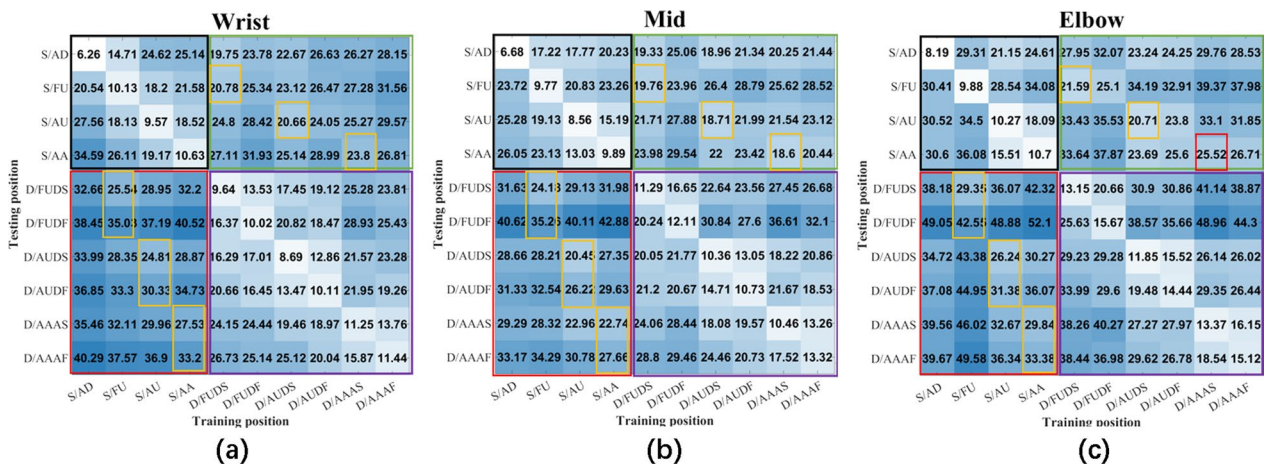 Wrist
S/AD 6.26 14.71 24.62 25.14 19.75 23.78 22.67 26.63 26.27 28.15
S/FU 20.54 10.13 18.2 21.58 20.78 25.34 23.12 26.47 27.28 31.56
S/AU 27.56 18.13 9.57 18.52 24.8 28.42 20.66 24.05 25.27 29.57
S/AA 34.59 26.11 19.17 10.63 27.11 31.93 25.14 28.99 23.8 26.81
D/FUDS 32.66 25.54 28.95 32.2 9.64 13.53 17.45 19.12 25.28 23.81
D/FUDF 38.45 35.03 37.19 40.52 16.37 10.02 20.82 18.47 28.93 25.43
D/AUDS 33.99 28.35 24.81 28.87 16.29 17.01 8.69 12.86 21.57 23.28
D/AUDF 36.85 33.3 30.33 34.73 20.66 16.45 13.47 10.11 21.95 19.26
D/AAAS 35.46 32.11 29.96 27.53 24.15 24.44 19.46 18.97 11.25 13.76
D/AAAF 40.29 37.57 36.9 33.2 26.73 25.14 25.12 20.04 15.87 11.44
S/AD S/FU S/AU S/AA D/FUDS D/FUDF D/AUDS D/AUDF D/AAAS D/AAAF
Testing position
Training position
(a)
Mid
S/AD 6.68 17.22 17.77 20.23 19.33 25.06 18.96 21.34 20.25 21.44
S/FU 23.72 9.77 20.83 23.26 19.76 23.96 26.4 28.79 25.62 28.52
S/AU 25.28 19.13 8.56 15.19 21.71 27.88 18.71 21.99 21.54 23.12
S/AA 26.05 23.13 13.03 9.89 23.98 29.54 22 23.42 18.6 20.44
D/FUDS 31.63 24.18 29.13 31.98 11.29 16.65 22.64 23.56 27.45 26.68
D/FUDF 40.62 35.26 40.11 42.88 20.24 12.11 30.84 27.6 36.61 32.1
D/AUDS 28.66 28.21 20.45 27.35 20.05 21.77 10.36 13.05 18.22 20.86
D/AUDF 31.33 32.54 26.22 29.63 21.2 20.67 14.71 10.73 21.67 18.53
D/AAAS 29.29 28.32 22.96 22.74 24.06 28.44 18.08 19.57 10.46 13.26
D/AAAF 33.17 34.29 30.78 27.66 28.8 29.46 24.46 20.73 17.52 13.32
S/AD S/FU S/AU S/AA D/FUDS D/FUDF D/AUDS D/AUDF D/AAAS D/AAAF
Testing position
Training position
(b)
Elbow
S/AD 8.19 29.31 21.15 24.61 27.95 32.07 23.24 24.25 29.76 28.53
S/FU 30.41 9.88 28.54 34.08 21.59 25.1 34.19 32.91 39.37 37.98
S/AU 30.52 34.5 10.27 18.09 33.43 35.53 20.71 23.8 33.1 31.85
S/AA 30.6 36.08 15.51 10.7 33.64 37.87 23.69 25.6 25.52 26.71
D/FUDS 38.18 29.35 36.07 42.32 13.15 20.66 30.9 30.86 41.14 38.87
D/FUDF 49.05 42.55 48.88 52.1 25.63 15.67 38.57 35.66 48.96 44.3
D/AUDS 34.72 43.38 26.24 30.27 29.23 29.28 11.85 15.52 26.14 26.02
D/AUDF 37.08 44.95 31.38 36.07 33.99 29.6 19.48 14.44 29.35 26.44
D/AAAS 39.56 46.02 32.67 29.84 38.26 40.27 27.27 27.97 13.37 16.15
D/AAAF 39.67 49.58 36.34 33.38 38.44 36.98 29.62 26.78 18.54 15.12
S/AD S/FU S/AU S/AA D/FUDS D/FUDF D/AUDS D/AUDF D/AAAS D/AAAF
Testing position
Training position
(c)